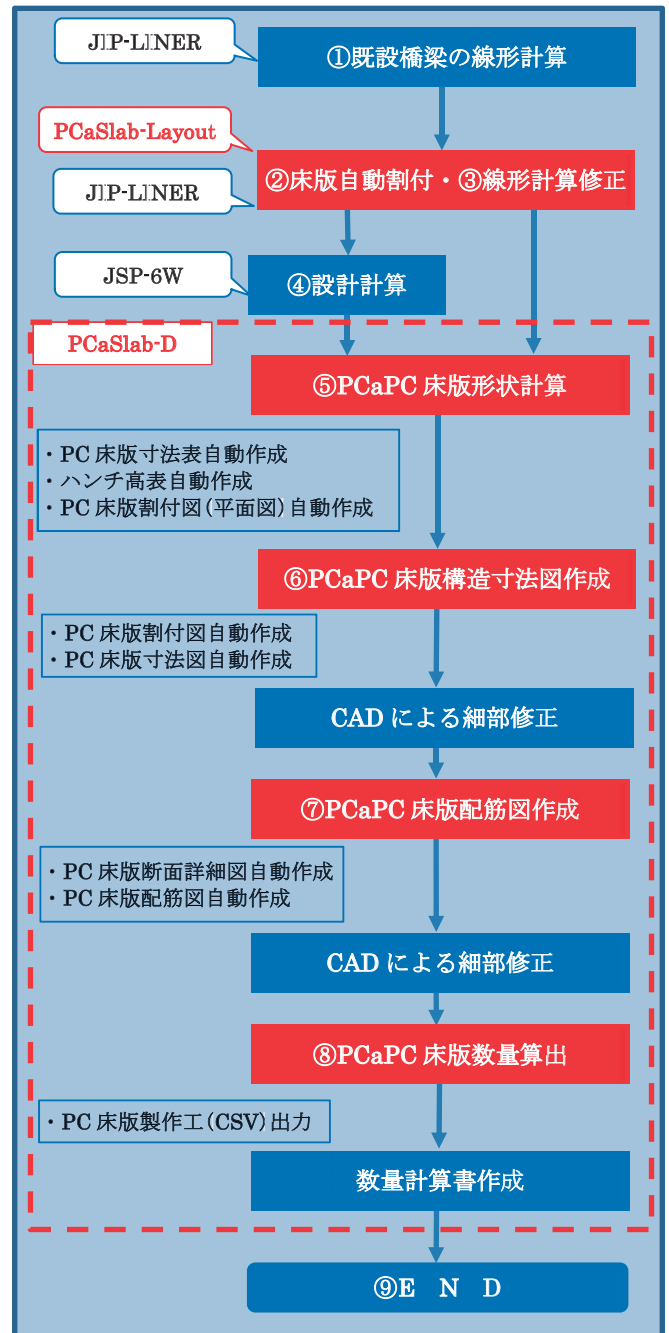 JIP-LINER
①既設橋梁の線形計算
PCaSlab-Layout
②床版自動割付・③線形計算修正
JIP-LINER
JSP-6W
④設計計算
PCaSlab-D
⑤PCaPC 床版形状計算
・PC 床版寸法表自動作成
・ハンチ高表自動作成
・PC 床版割付図(平面図)自動作成
⑥PCaPC 床版構造寸法図作成
・PC 床版割付図自動作成
・PC 床版寸法図自動作成
CAD による細部修正
⑦PCaPC 床版配筋図作成
・PC 床版断面詳細図自動作成
・PC 床版配筋図自動作成
CAD による細部修正
⑧PCaPC 床版数量算出
・PC 床版製作工(CSV)出力
数量計算書作成
⑨E N D